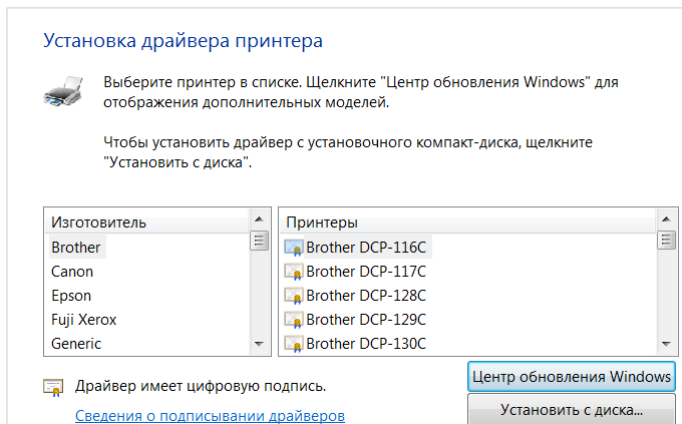 Установка драйвера принтера
Выберите принтер в списке. Щелкните "Центр обновления Windows" для
отображения дополнительных моделей.
Чтобы установить драйвер с установочного компакт-диска, щелкните
"Установить с диска".
Изготовитель
Brother
Canon
Epson
Fuji Xerox
Generic
Принтеры
Brother DCP-116C
Brother DCP-117C
Brother DCP-128C
Brother DCP-129C
Brother DCP-130C
Драйвер имеет цифровую подпись.
Сведения о подписывании драйверов
Центр обновления Windows
Установить с диска...